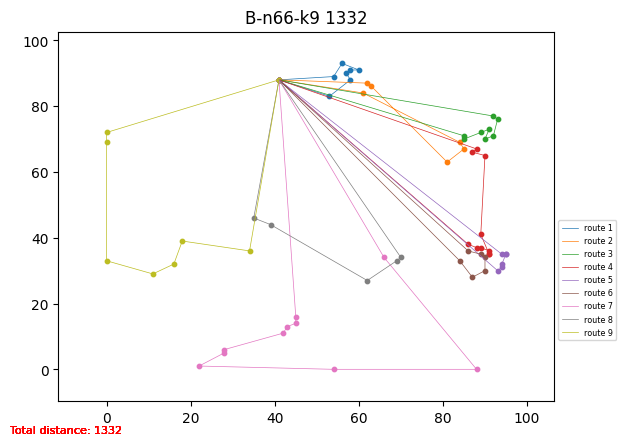 B-n66-k9 1332
100
80
60
40
20
0
0 20 40 60 80 100
route 1
route 2
route 3
route 4
route 5
route 6
route 7
route 8
route 9
Total distance: 1332